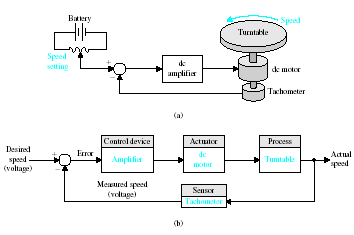 Battery
Speed
Turntable
Speed
setting
+
−
dc
amplifier
dc motor
Tachometer
(a)
Desired
speed
(voltage)
+
−
Error
Control device
Amplifier
Actuator
dc
motor
Process
Turntable
Actual
speed
Measured speed
(voltage)
Sensor
Tachometer
(b)